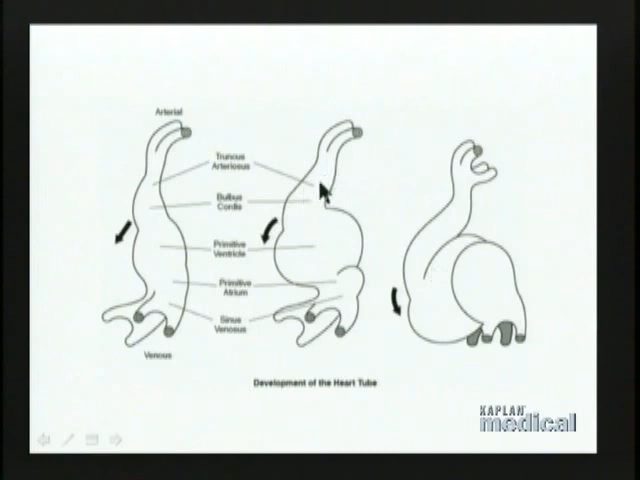 Arterial
Truncus
Arteriosus
Bulbus
Cordis
Primitive
Ventricle
Primitive
Atrium
Sinus
Venosus
Venous
Development of the Heart Tube
KAPLAN
medical